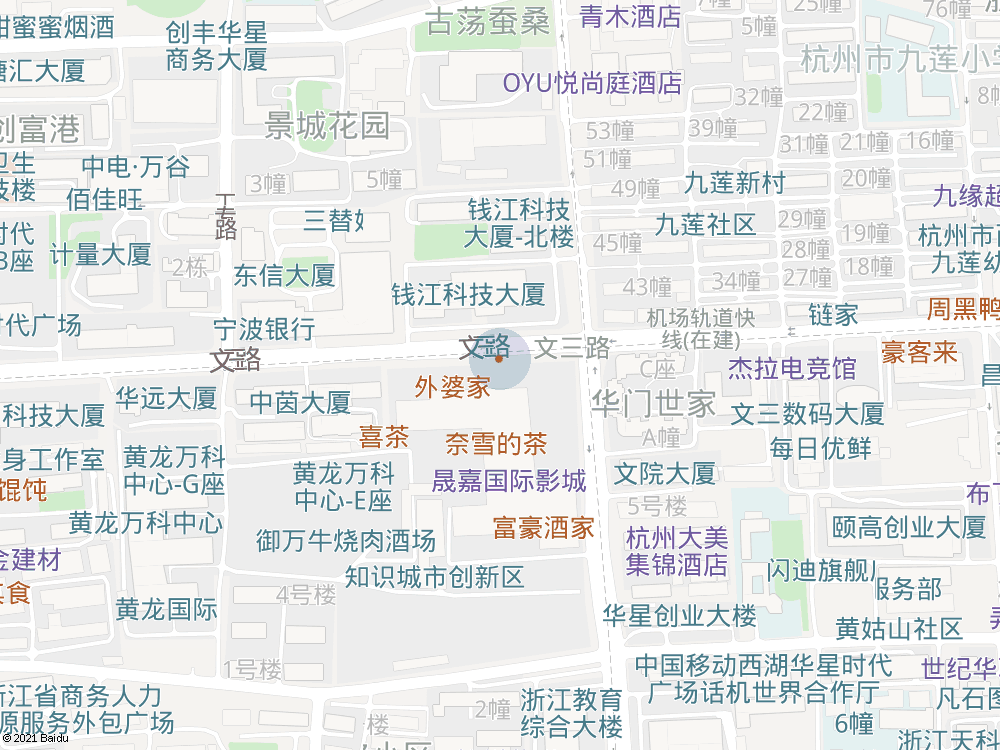 甜蜜蜜烟酒
创丰华星
商务大厦
古荡蚕桑
青木酒店
5幢
25幢
76幢
塘汇大厦
OYU悦尚庭酒店
杭州市九莲小学
32幢
22幢
8幢
创富港
景城花园
53幢
39幢
31幢
21幢
16幢
卫生
技楼
中电·万谷
佰佳旺
3幢
5幢
51幢
49幢
九莲新村
20幢
九缘超
丁专路
三替
钱江科技
大厦-北楼
九莲社区
29幢
19幢
时代
B座
计量大厦
2栋
东信大厦
45幢
28幢
18幢
杭州市西
九莲幼
钱江科技大厦
43幢
34幢
27幢
时代广场
宁波银行
机场轨道快
线(在建)
链家
周黑鸭
文三路
文三路
文三路
豪客来
外婆家
C座
杰拉电竞馆
昌
科技大厦
华远大厦
中茵大厦
华门世家
文三数码大厦
喜茶
奈雪的茶
A幢
每日优鲜
身工作室
馄饨
黄龙万科
中心-G座
黄龙万科
中心-E座
晟嘉国际影城
文院大厦
布丁
黄龙万科中心
5号楼
富豪酒家
颐高创业大厦
御万牛烧肉酒场
杭州大美
集锦酒店
金建材
知识城市创新区
闪迪旗舰
服务部
食
4号楼
黄龙国际
华星创业大楼
黄姑山社区
弄
1号楼
中国移动西湖华星时代
广场话机世界合作厅
世纪华
凡石图
浙江省商务人力
源服务外包广场
2幢
浙江教育
综合大楼
6幢
号楼
浙江天科
© 2021 Baidu